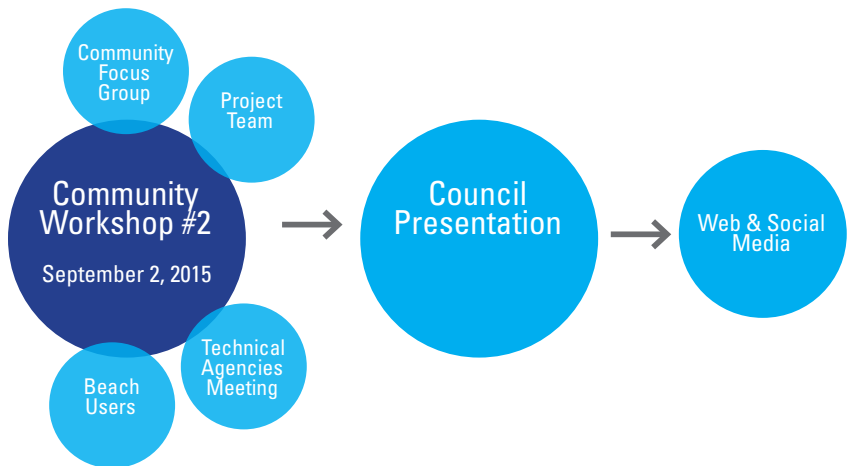 Community
Focus
Group
Project
Team
Community
Workshop #2
September 2, 2015
Technical
Agencies
Meeting
Beach
Users
Council
Presentation
Web & Social
Media